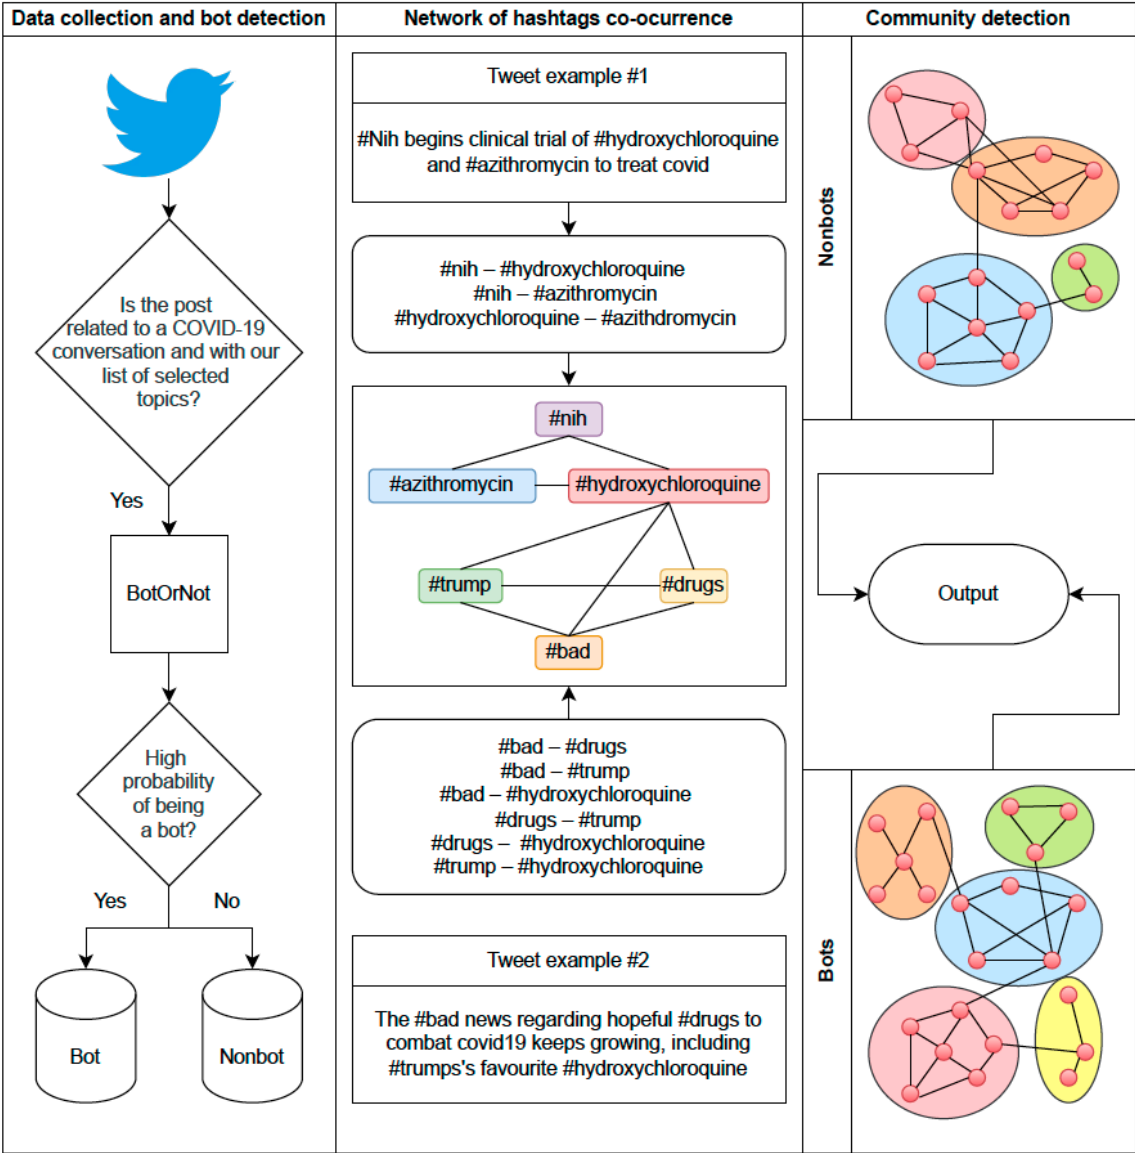 Data collection and bot detection
Network of hashtags co-ocurrence
Community detection
Is the post
related to a COVID-19
conversation and with our
list of selected
topics?
Yes
BotOrNot
High
probability
of being
a bot?
Yes
No
Bot
Nonbot
Tweet example #1
#Nih begins clinical trial of #hydroxychloroquine
and #azithromycin to treat covid
#nih – #hydroxychloroquine
#nih – #azithromycin
#hydroxychloroquine – #azithdromycin
#nih
#azithromycin
#hydroxychloroquine
#trump
#drugs
#bad
#bad – #drugs
#bad – #trump
#bad – #hydroxychloroquine
#drugs – #trump
#drugs – #hydroxychloroquine
#trump – #hydroxychloroquine
Tweet example #2
The #bad news regarding hopeful #drugs to
combat covid19 keeps growing, including
#trumps's favourite #hydroxychloroquine
Nonbots
Output
Bots